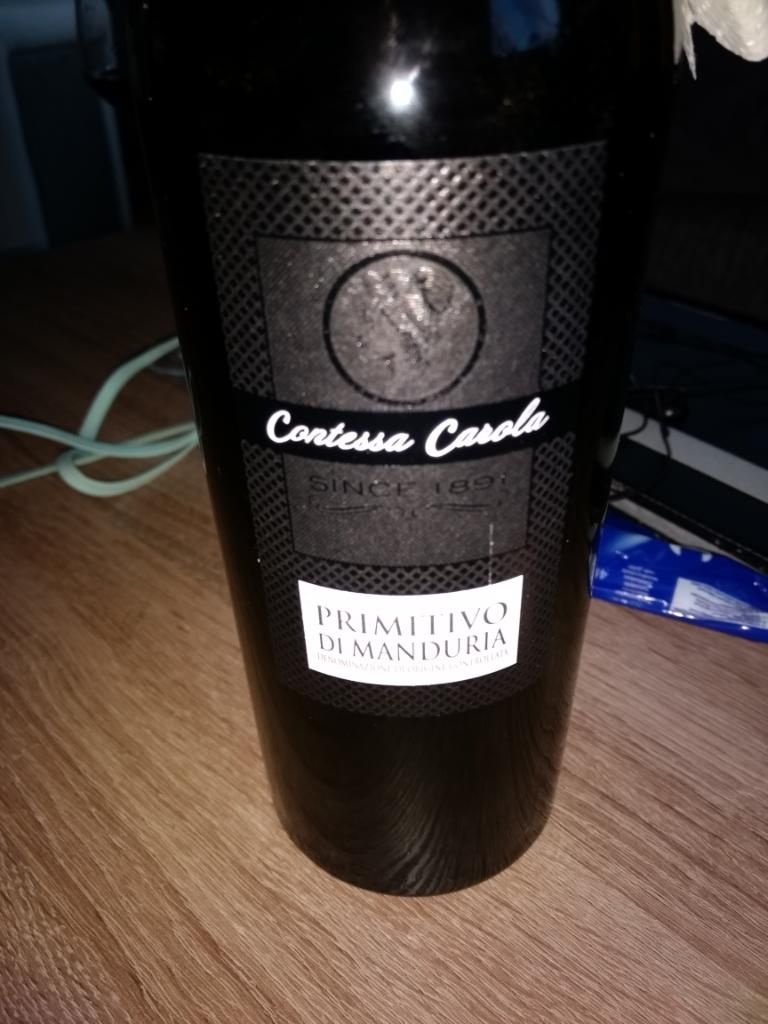 Contessa Carola
SINCE 1891
PRIMITIVO
DI MANDURIA
DENOMINAZIONE DI ORIGINE CONTROLLATA